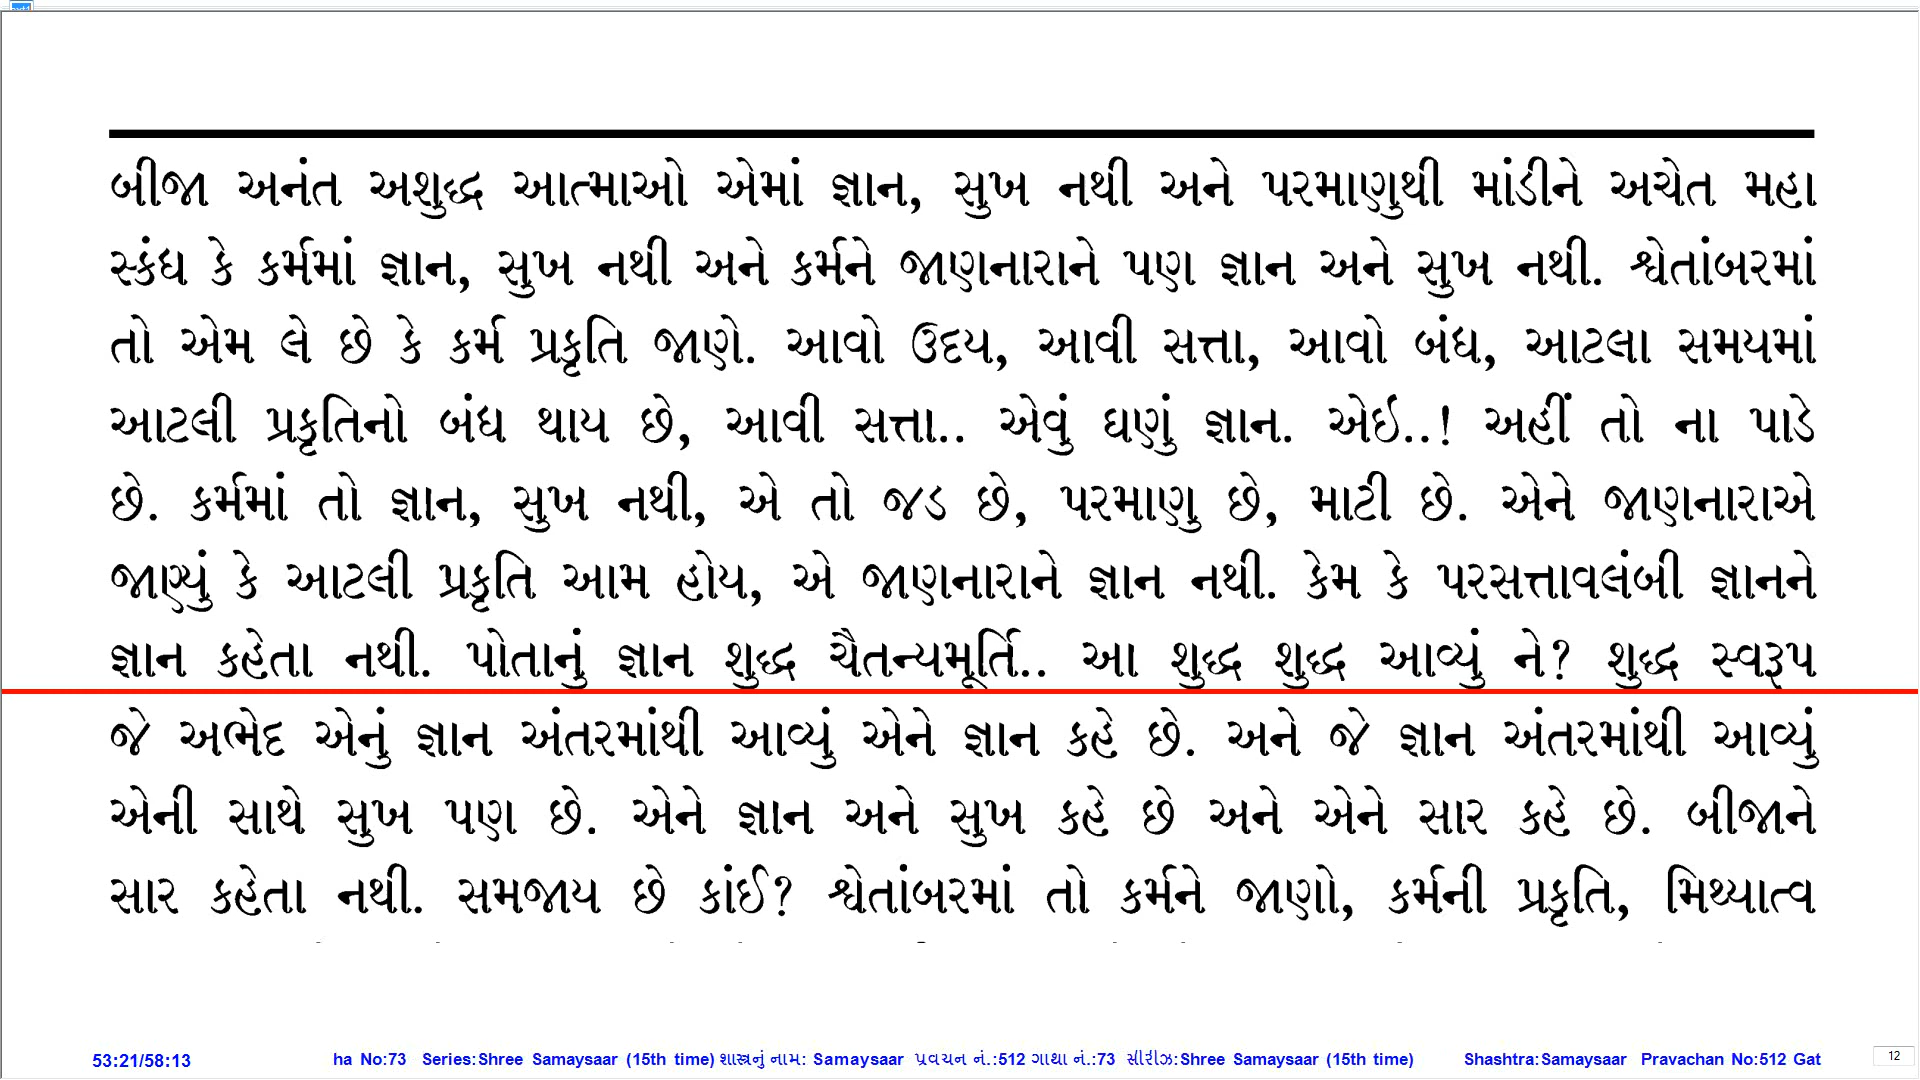 બીજા અનંત અશુદ્ધ આત્માઓ એમાં જ્ઞાન, સુખ નથી અને પરમાણુથી માંડીને અચેત મહા
સ્કંધ કે કર્મમાં જ્ઞાન, સુખ નથી અને કર્મને જાણનારાને પણ જ્ઞાન અને સુખ નથી. શ્વેતાંબરમાં
તો એમ લે છે કે કર્મ પ્રકૃતિ જાણે. આવો ઉદય, આવી સત્તા, આવો બંધ, આટલા સમયમાં
આટલી પ્રકૃતિનો બંધ થાય છે, આવી સત્તા.. એવું ઘણું જ્ઞાન. એઈ..! અહીં તો ના પાડે
છે. કર્મમાં તો જ્ઞાન, સુખ નથી, એ તો જડ છે, પરમાણુ છે, માટી છે. એને જાણનારાએ
જાણ્યું કે આટલી પ્રકૃતિ આમ હોય, એ જાણનારાને જ્ઞાન નથી. કેમ કે પરસત્તાવલંબી જ્ઞાનને
જ્ઞાન કહેતા નથી. પોતાનું જ્ઞાન શુદ્ધ ચૈતન્યમૂર્તિ.. આ શુદ્ધ શુદ્ધ આવ્યું ને? શુદ્ધ સ્વરૂપ
જે અભેદ એનું જ્ઞાન અંતરમાંથી આવ્યું એને જ્ઞાન કહે છે. અને જે જ્ઞાન અંતરમાંથી આવ્યું
એની સાથે સુખ પણ છે. એને જ્ઞાન અને સુખ કહે છે અને એને સાર કહે છે. બીજાને
સાર કહેતા નથી. સમજાય છે કાંઈ? શ્વેતાંબરમાં તો કર્મને જાણો, કર્મની પ્રકૃતિ, મિથ્યાત્વ
53:21/58:13 ha No:73 Series:Shree Samaysaar (15th time) શાસ્ત્રનું નામ: Samaysaar પ્રવચન નં.:512 ગાથા નં.:73 સીરીઝ:Shree Samaysaar (15th time) Shashtra:Samaysaar Pravachan No:512 Gat 12